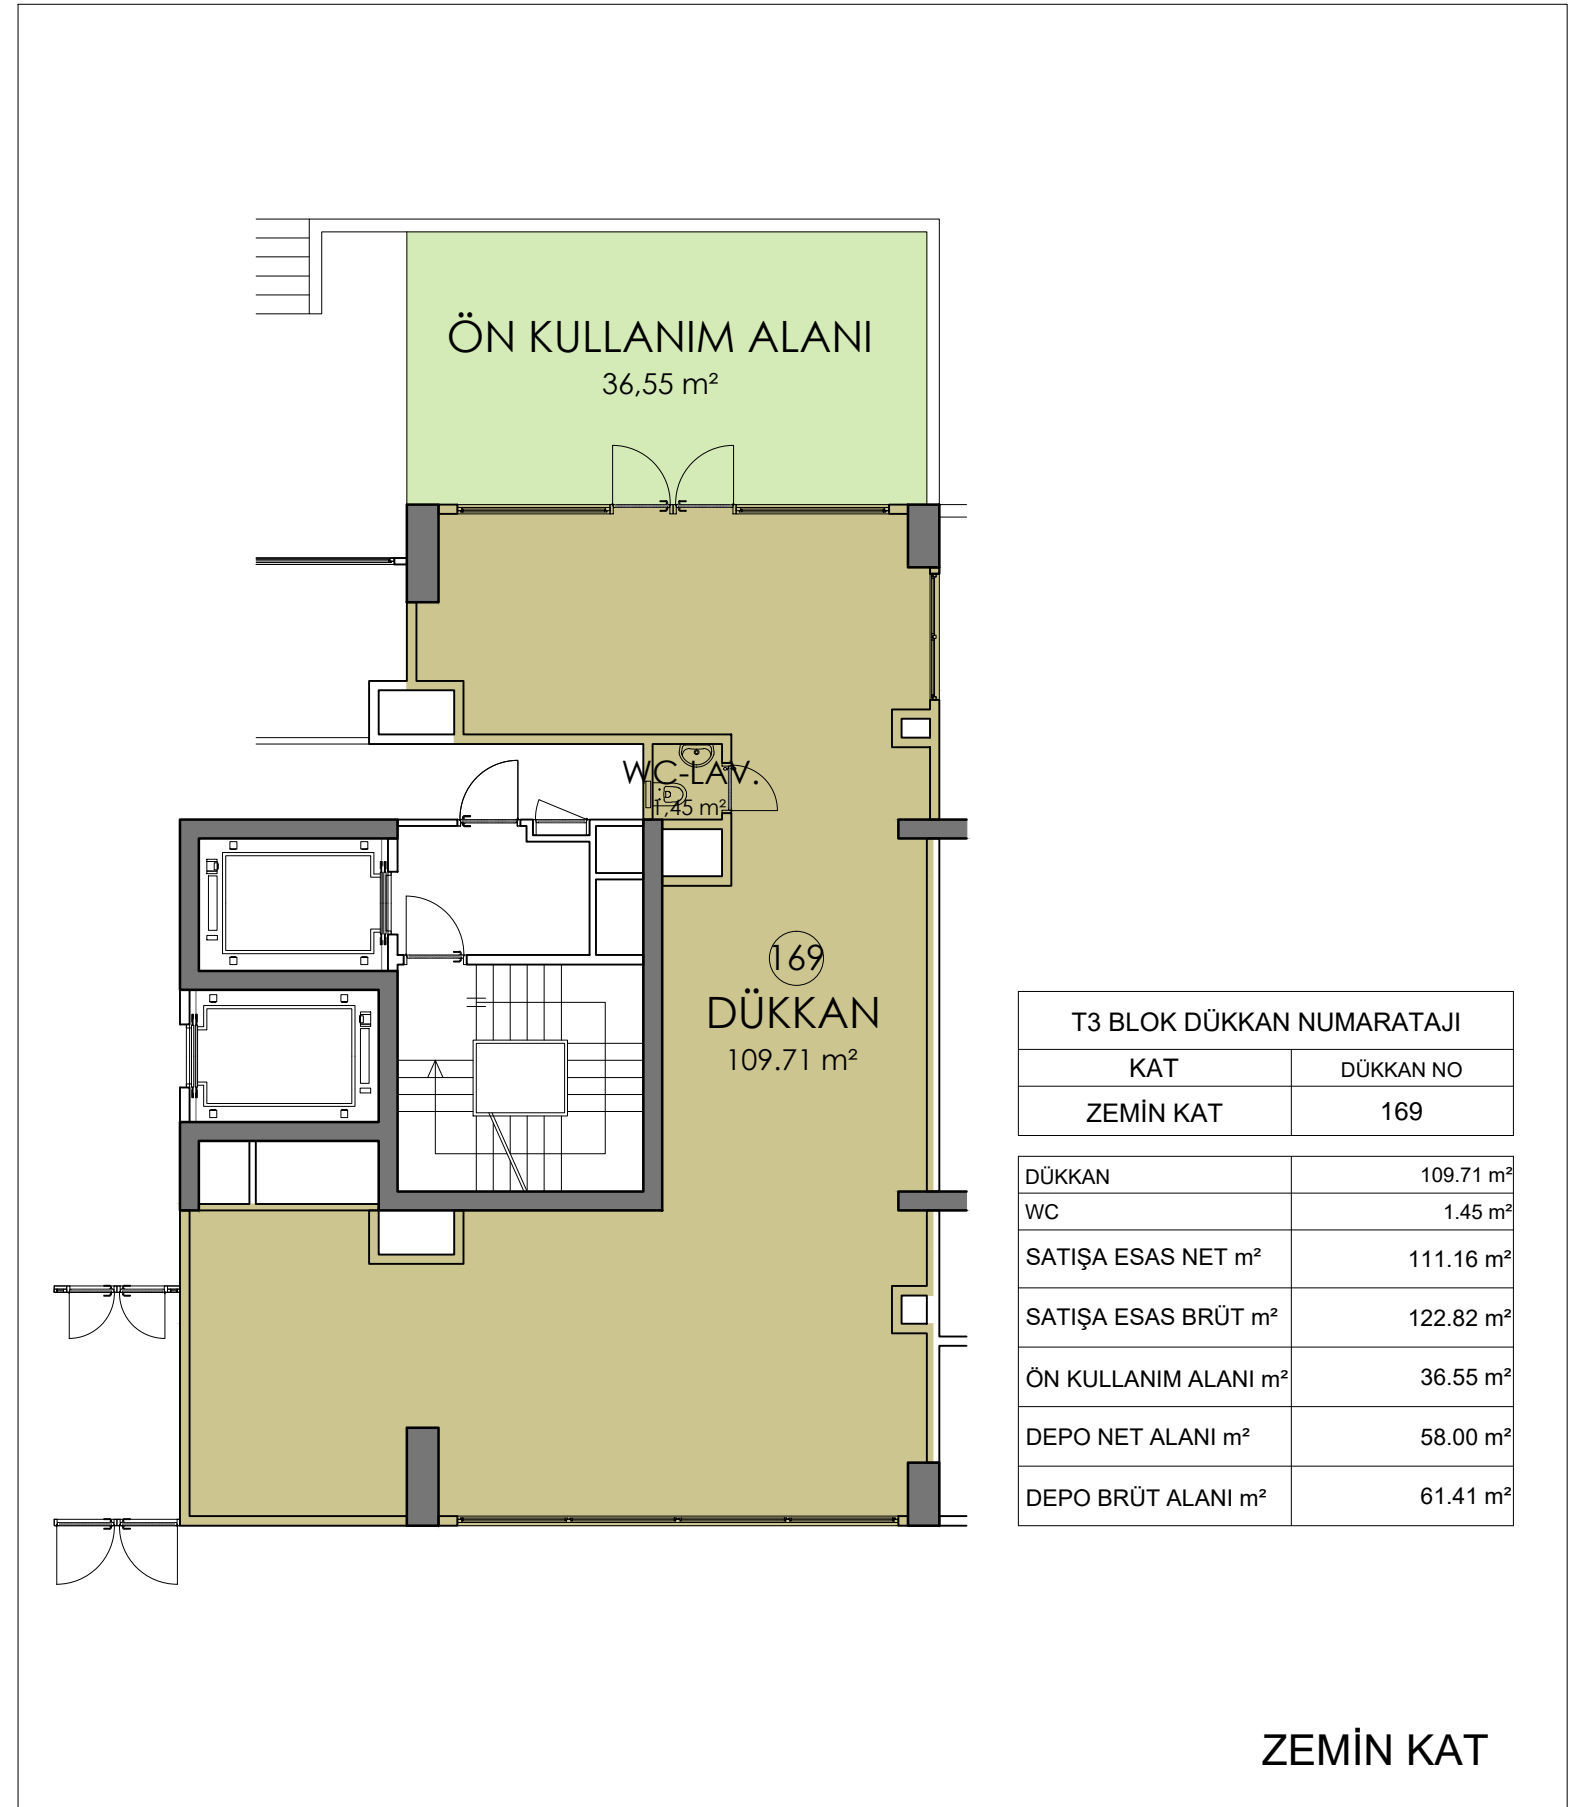 ÖN KULLANIM ALANI
36,55 m²
WC-LAV.
1,45 m²
169
DÜKKAN
109.71 m²
T3 BLOK DÜKKAN NUMARATAJI
KAT DÜKKAN NO
ZEMİN KAT 169
DÜKKAN 109.71 m²
WC 1.45 m²
SATIŞA ESAS NET m² 111.16 m²
SATIŞA ESAS BRÜT m² 122.82 m²
ÖN KULLANIM ALANI m² 36.55 m²
DEPO NET ALANI m² 58.00 m²
DEPO BRÜT ALANI m² 61.41 m²
ZEMİN KAT